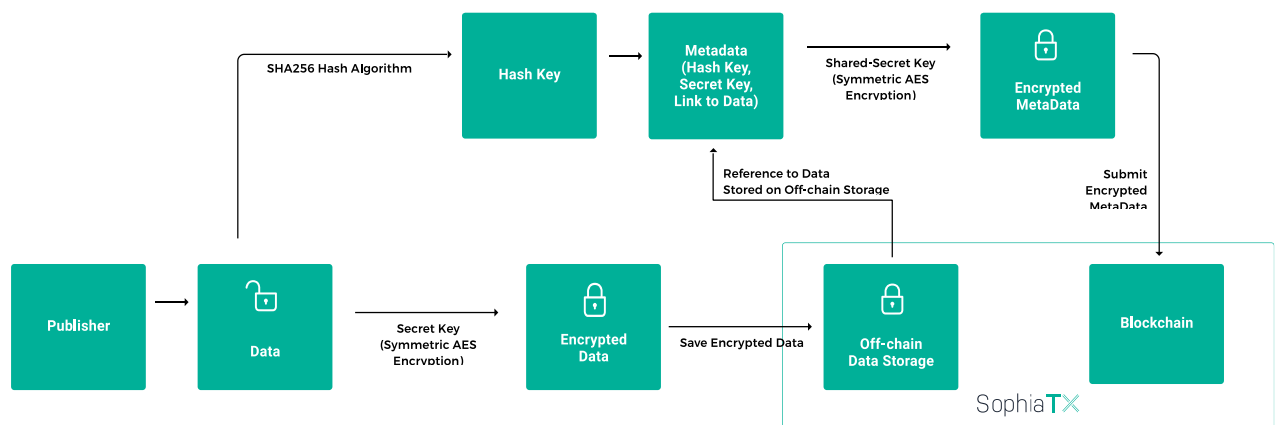 SHA256 Hash Algorithm
Hash Key
Metadata
(Hash Key,
Secret Key,
Link to Data)
Shared-Secret Key
(Symmetric AES
Encryption)
Encrypted
MetaData
Reference to Data
Stored on Off-chain Storage
Submit
Encrypted
MetaData
Publisher
Data
Secret Key
(Symmetric AES
Encryption)
Encrypted
Data
Save Encrypted Data
Off-chain
Data Storage
Blockchain
SophiaTX